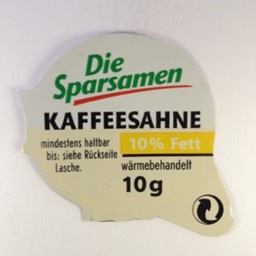 Die
Sparsamen
KAFFEESAHNE
mindestens haltbar
bis: siehe Rückseite
Lasche.
10% Fett
wärmebehandelt
10g